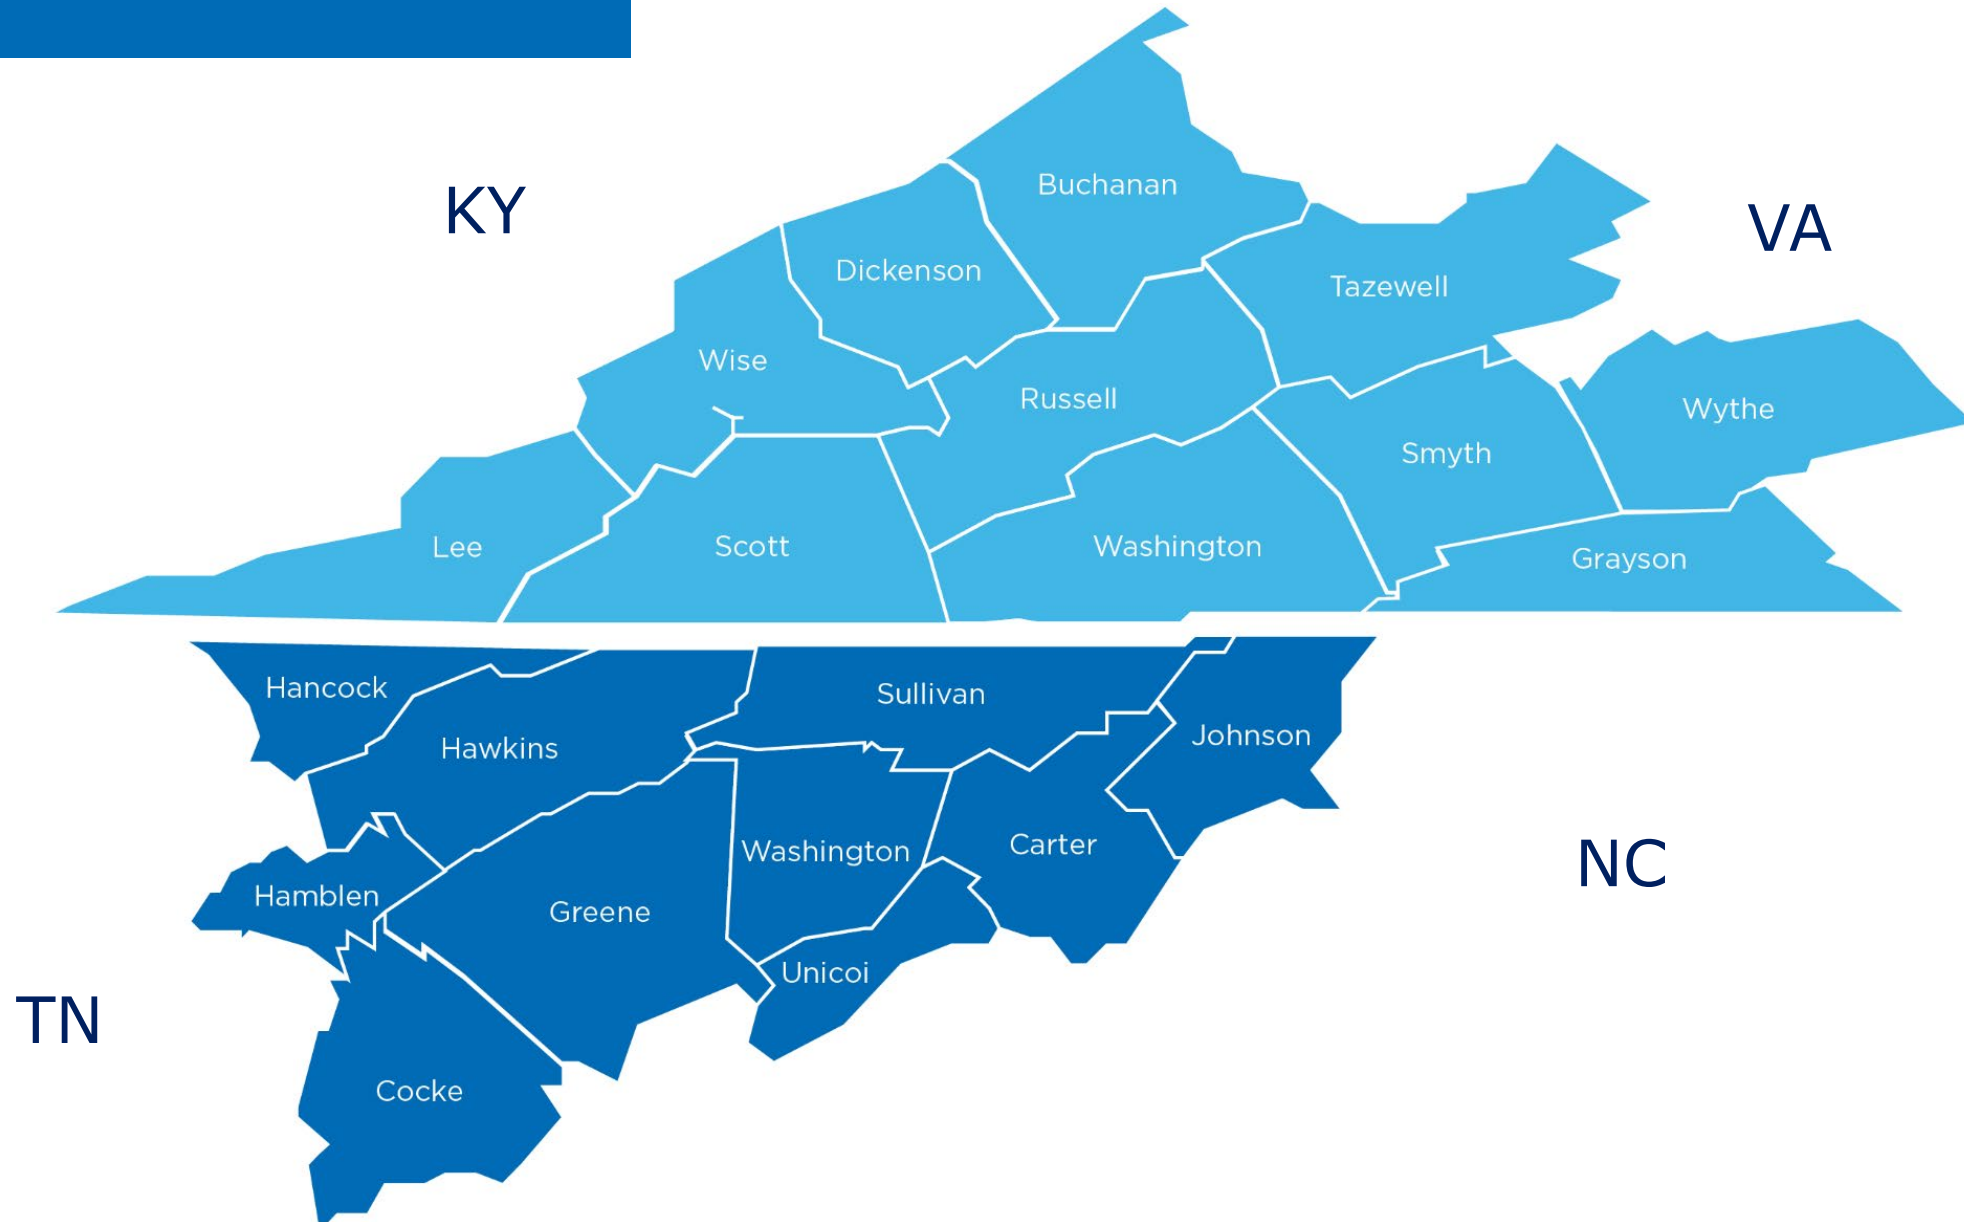 Buchanan
KY
VA
Dickenson
Tazewell
Wise
Russell
Wythe
Smyth
Lee
Scott
Washington
Grayson
Hancock
Sullivan
Johnson
Hawkins
Washington
Carter
NC
Hamblen
Greene
Unicoi
TN
Cocke